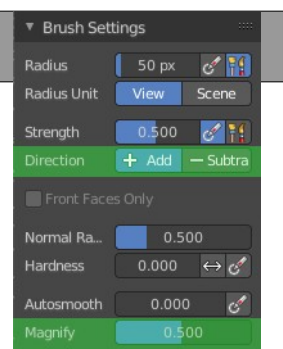 Brush Settings
Radius 50 px
Radius Unit View Scene
Strength 0.500
Direction + Add − Subtra
Front Faces Only
Normal Ra... 0.500
Hardness 0.000
Autosmooth 0.000
Magnify 0.500